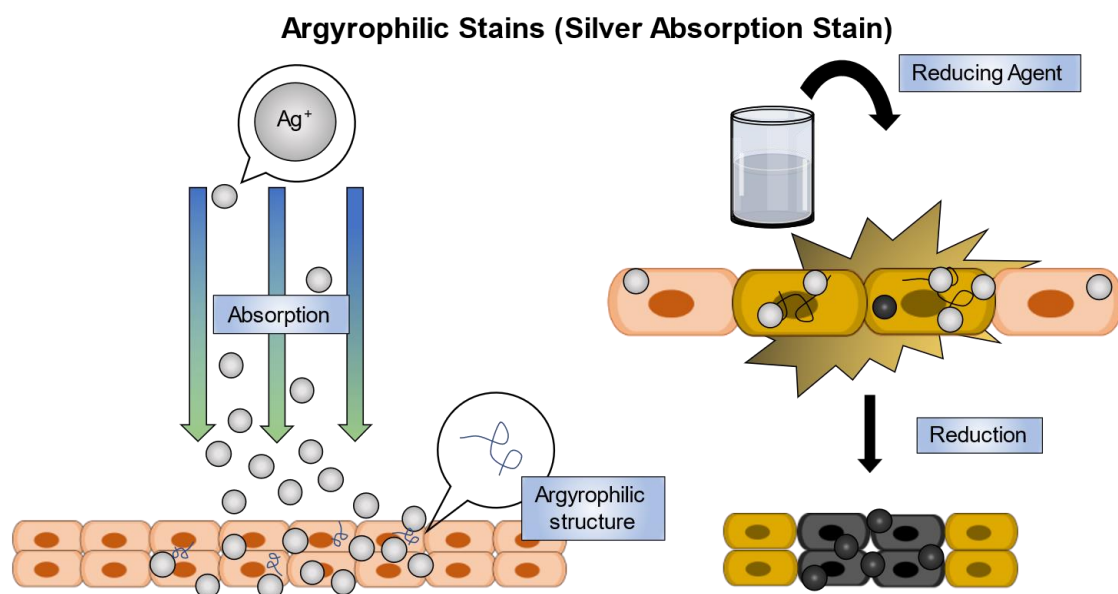 Argyrophilic Stains (Silver Absorption Stain)
Ag⁺
Absorption
Argyrophilic
structure
Reducing Agent
Reduction